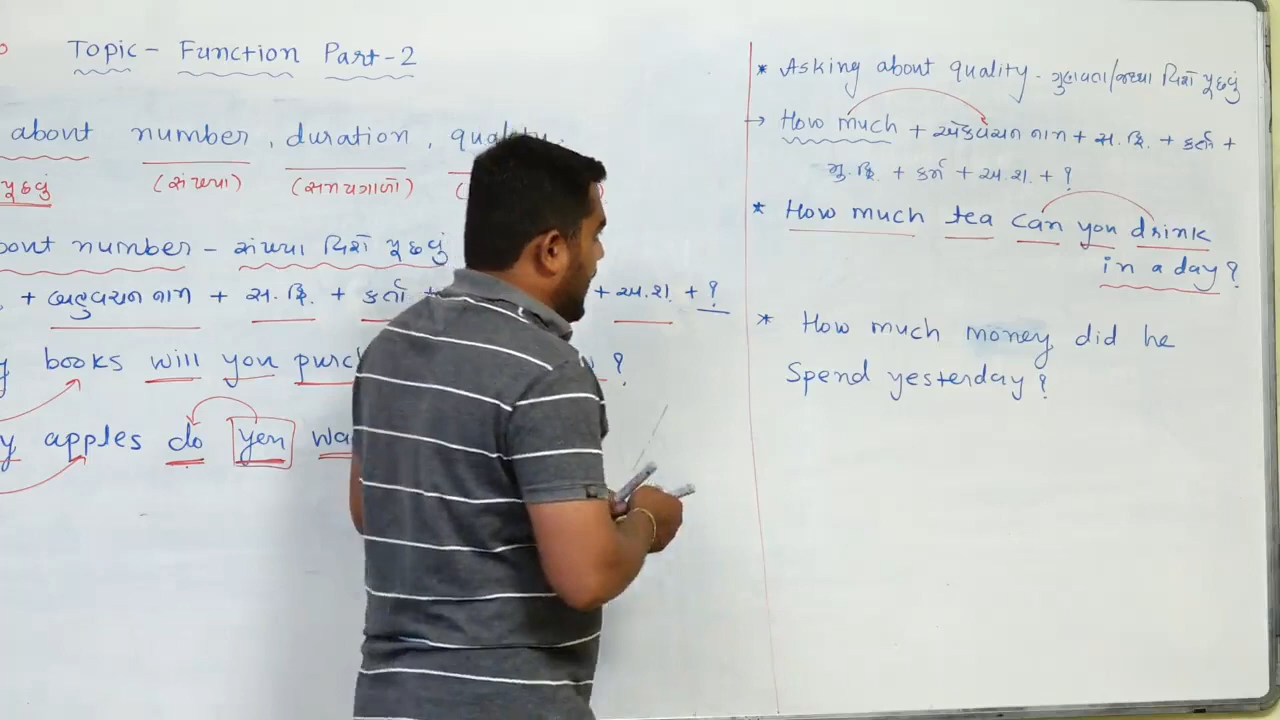 Topic - Function Part-2
about number, duration, quality.
પૂછવું (સંખ્યા) (સમયગાળો)
bout number - સંખ્યા વિશે પૂછવું
+ બહુવચન નામ + સ.ક્રિ. + કર્તા + અ.શ. + ?
y books will you purc ?
y apples do you wa
* Asking about quality - ગુણવત્તા/જથ્થા વિશે પૂછવું
→ How much + એકવચન નામ + સ.ક્રિ. + કર્તા +
મુ.ક્રિ. + કર્મ + અ.શ. + ?
* How much tea can you drink
in a day?
* How much money did he
Spend yesterday?